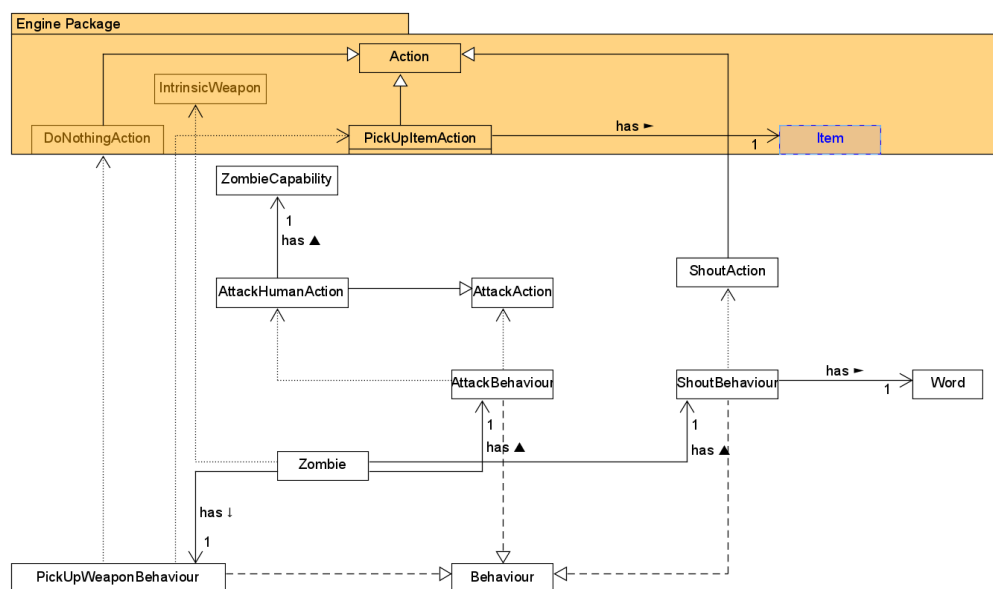 Engine Package
Action
IntrinsicWeapon
DoNothingAction
PickUpItemAction
has ►
1
Item
ZombieCapability
1
has ▲
AttackHumanAction
AttackAction
ShoutAction
AttackBehaviour
ShoutBehaviour
has ►
1
Word
1
has ▲
1
has ▲
Zombie
has ↓
1
PickUpWeaponBehaviour
Behaviour